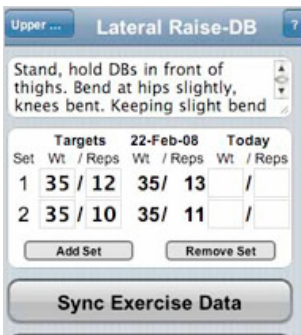 Upper ... Lateral Raise-DB ?
Stand, hold DBs in front of
thighs. Bend at hips slightly,
knees bent. Keeping slight bend
Targets 22-Feb-08 Today
Set Wt / Reps Wt / Reps Wt / Reps
1 35 / 12 35/ 13 /
2 35 / 10 35/ 11 /
Add Set Remove Set
Sync Exercise Data